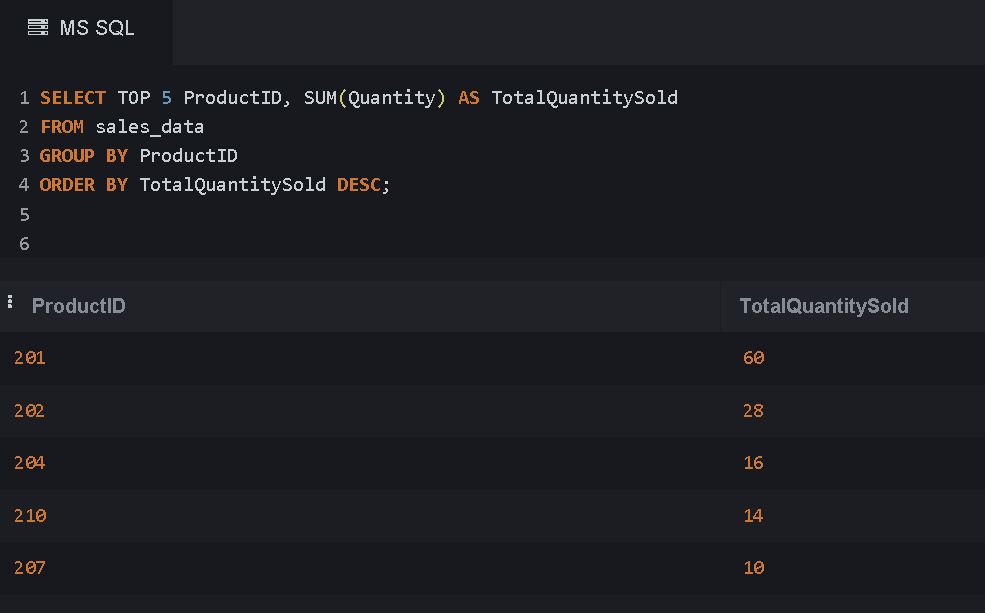 MS SQL
1 SELECT TOP 5 ProductID, SUM(Quantity) AS TotalQuantitySold
2 FROM sales_data
3 GROUP BY ProductID
4 ORDER BY TotalQuantitySold DESC;
5
6
ProductID TotalQuantitySold
201 60
202 28
204 16
210 14
207 10